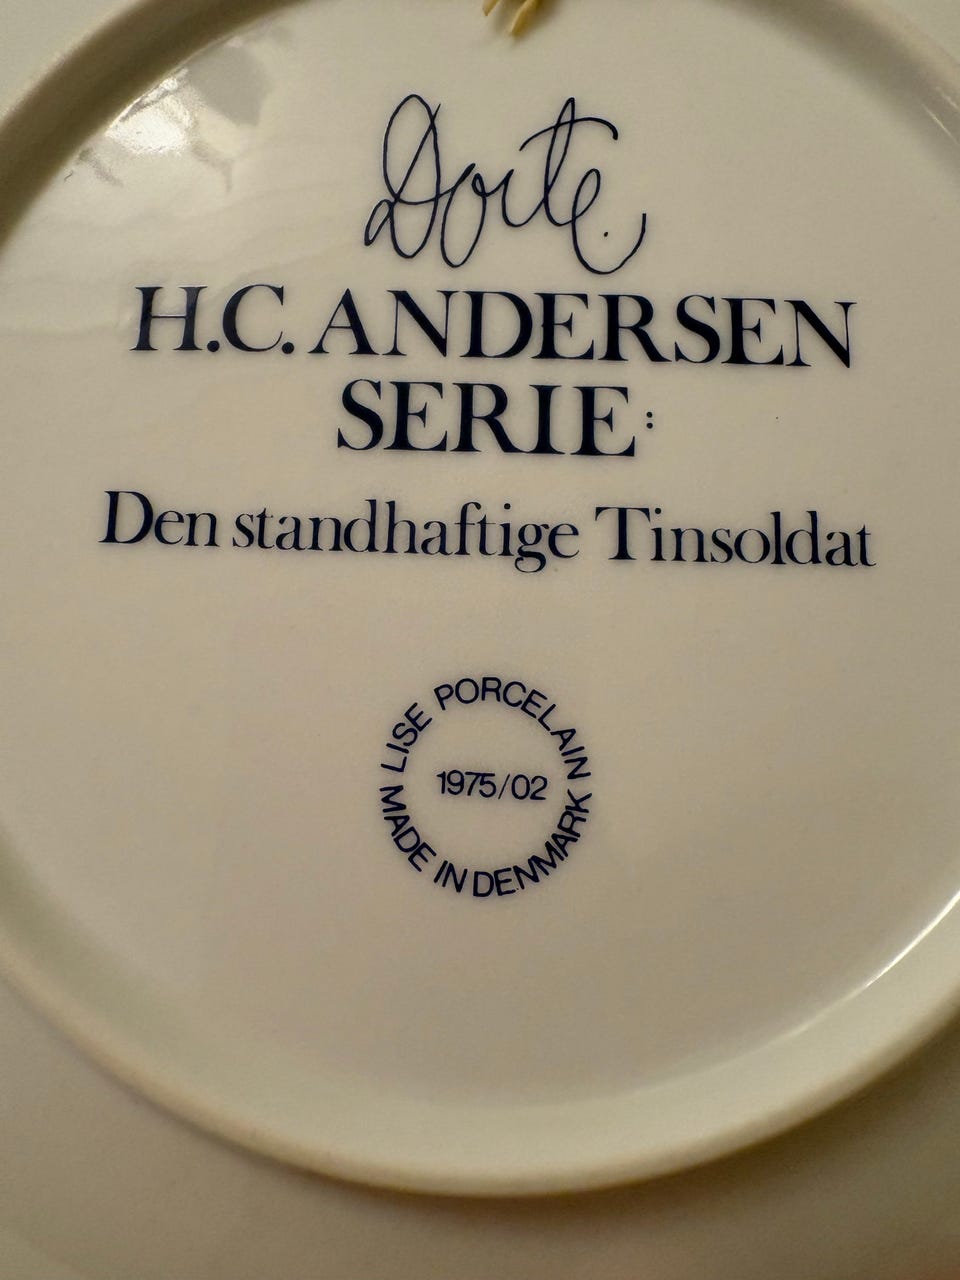 Dorte.
H.C. ANDERSEN
SERIE:
Den standhaftige Tinsoldat
LISE PORCELAIN
1975/02
MADE IN DENMARK